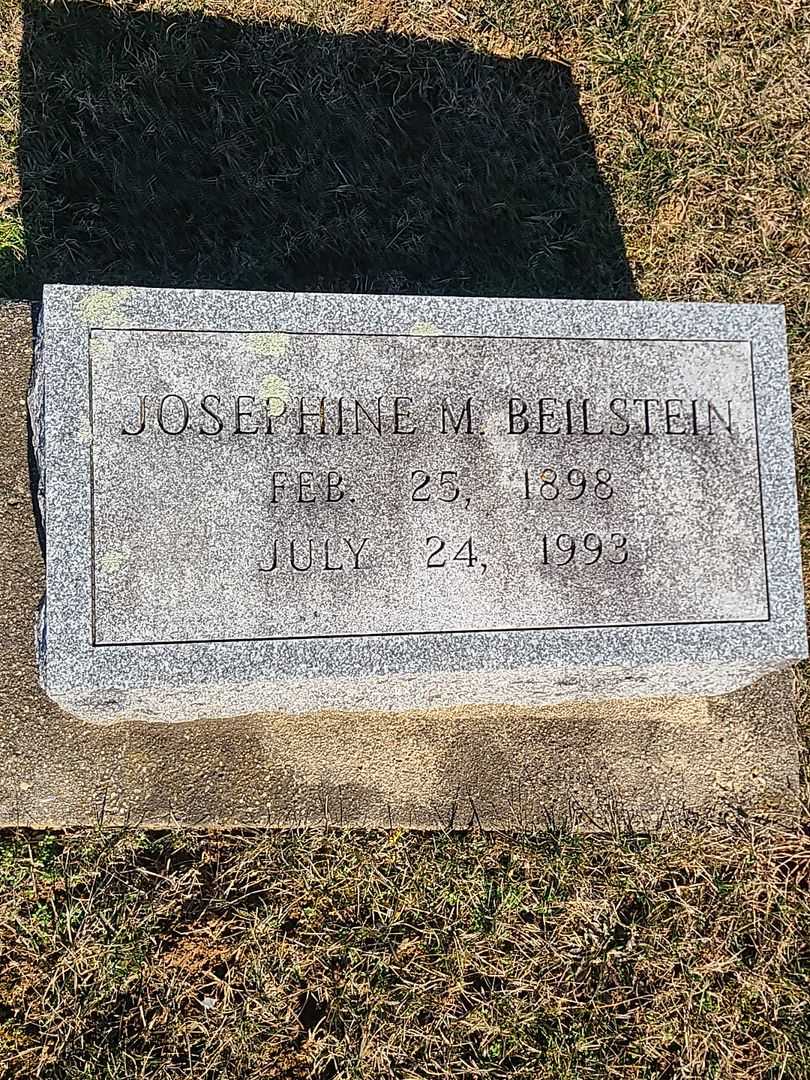 JOSEPHINE M. BEILSTEIN
FEB. 25, 1898
JULY 24, 1993